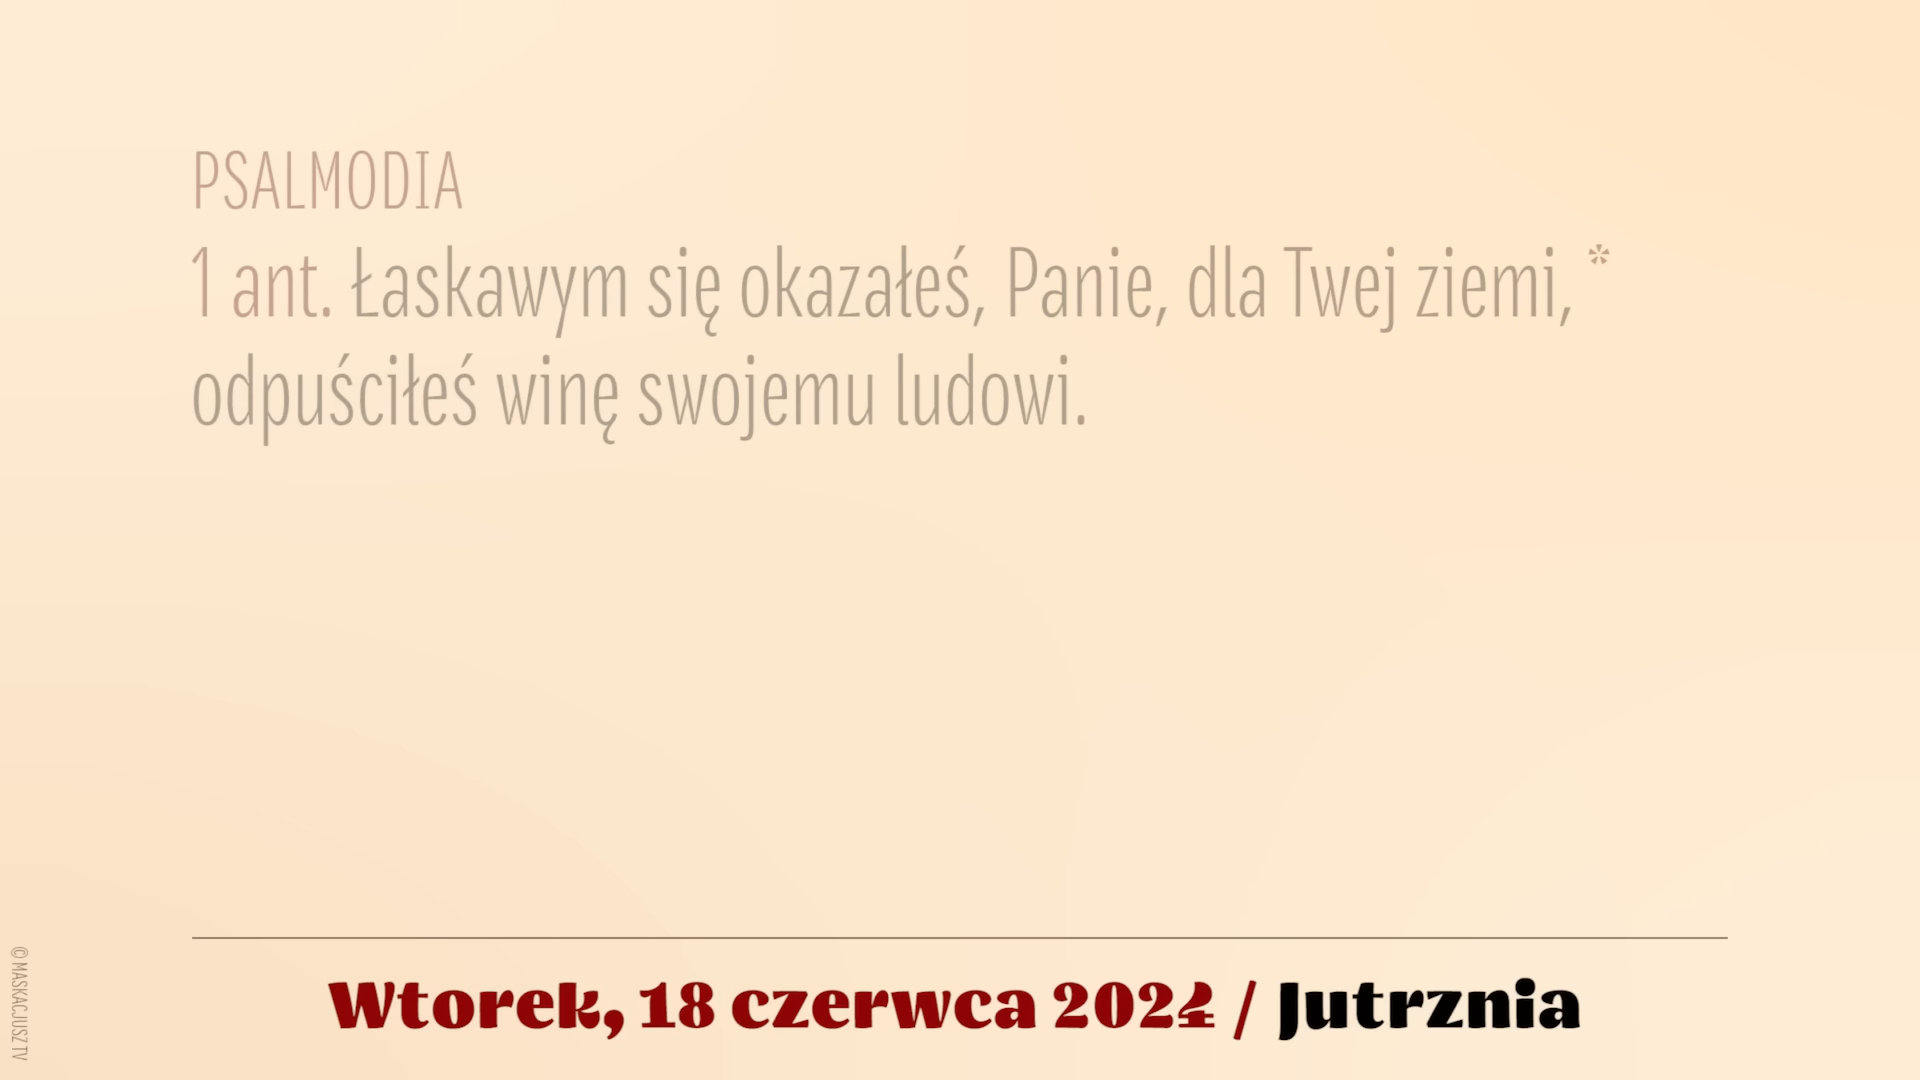 PSALMODIA
1 ant. Łaskawym się okazałeś, Panie, dla Twej ziemi, *
odpuściłeś winę swojemu ludowi.
Wtorek, 18 czerwca 2024 / Jutrznia
© MASKACJUSZ TV